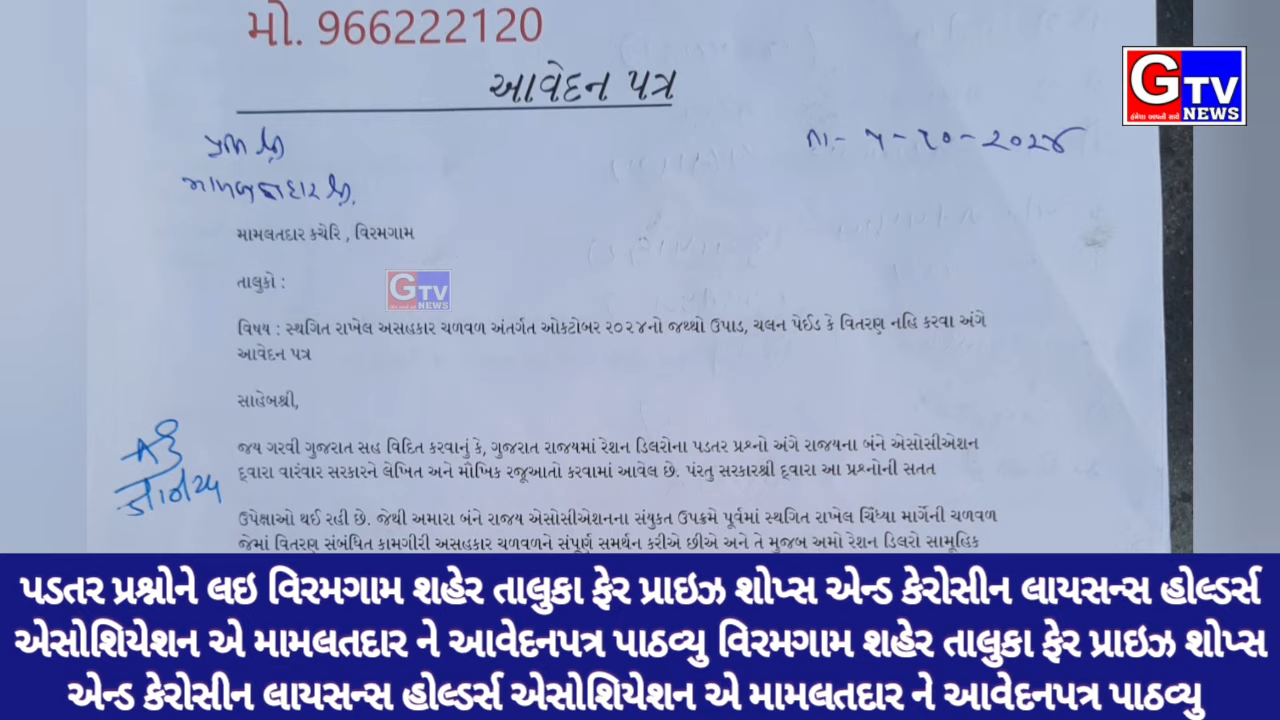 મો. 966222120
આવેદન પત્ર
પ્રતિ શ્રી
તા.- ૫-૧૦-૨૦૨૪
મામલતદાર શ્રી.
મામલતદાર કચેરિ , વિરમગામ
તાલુકો :
વિષય : સ્થગિત રાખેલ અસહકાર ચળવળ અંતર્ગત ઓકટોબર ૨૦૨૪નો જથ્થો ઉપાડ, ચલન પેઈડ કે વિતરણ નહિ કરવા અંગે
આવેદન પત્ર
સાહેબશ્રી,
જય ગરવી ગુજરાત સહ વિદિત કરવાનું કે, ગુજરાત રાજયમાં રેશન ડિલરોના પડતર પ્રશ્નો અંગે રાજયના બંને એસોસીએશન
દ્વારા વારંવાર સરકારને લેખિત અને મૌખિક રજૂઆતો કરવામાં આવેલ છે. પરંતુ સરકારશ્રી દ્વારા આ પ્રશ્નોની સતત
ઉપેક્ષાઓ થઈ રહી છે. જેથી અમારા બંને રાજય એસોસીએશનના સંયુકત ઉપક્રમે પૂર્વમાં સ્થગિત રાખેલ ચિંધ્યા માર્ગેની ચળવળ
જેમાં વિતરણ સંબંધિત કામગીરી અસહકાર ચળવળને સંપૂર્ણ સમર્થન કરીએ છીએ અને તે મુજબ અમો રેશન ડિલરો સામૂહિક
GTV NEWS
GTV NEWS
પડતર પ્રશ્નોને લઇ વિરમગામ શહેર તાલુકા ફેર પ્રાઇઝ શોપ્સ એન્ડ કેરોસીન લાયસન્સ હોલ્ડર્સ
એસોશિયેશન એ મામલતદાર ને આવેદનપત્ર પાઠવ્યુ વિરમગામ શહેર તાલુકા ફેર પ્રાઇઝ શોપ્સ
એન્ડ કેરોસીન લાયસન્સ હોલ્ડર્સ એસોશિયેશન એ મામલતદાર ને આવેદનપત્ર પાઠવ્યુ